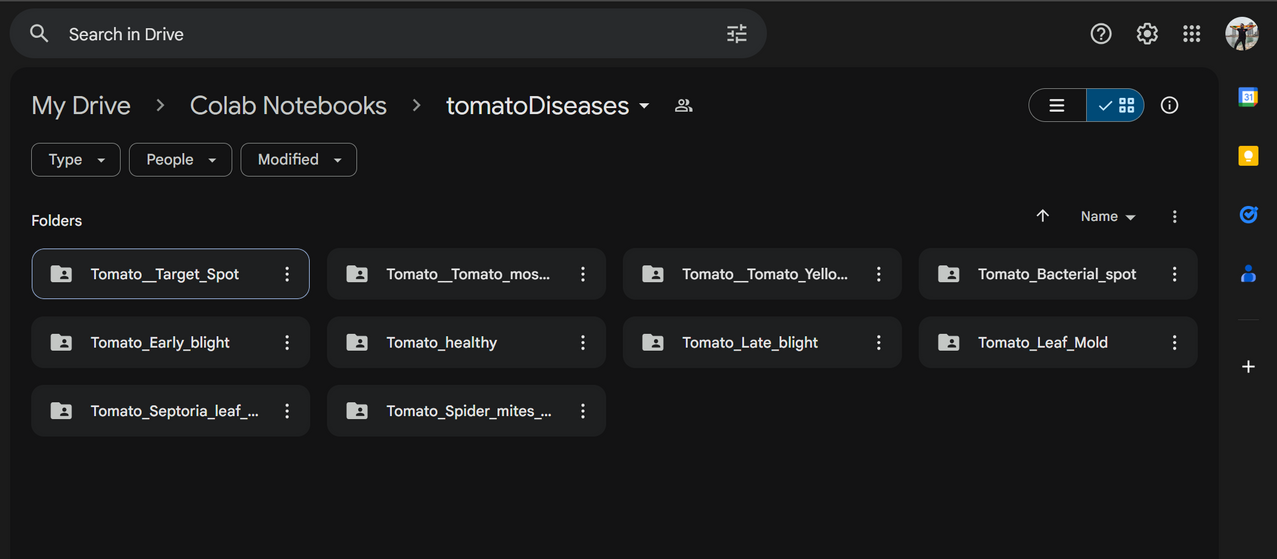 Search in Drive
My Drive > Colab Notebooks > tomatoDiseases
Type People Modified
Folders Name
Tomato__Target_Spot Tomato__Tomato_mos... Tomato__Tomato_Yello... Tomato_Bacterial_spot
Tomato_Early_blight Tomato_healthy Tomato_Late_blight Tomato_Leaf_Mold
Tomato_Septoria_leaf_... Tomato_Spider_mites_...
31